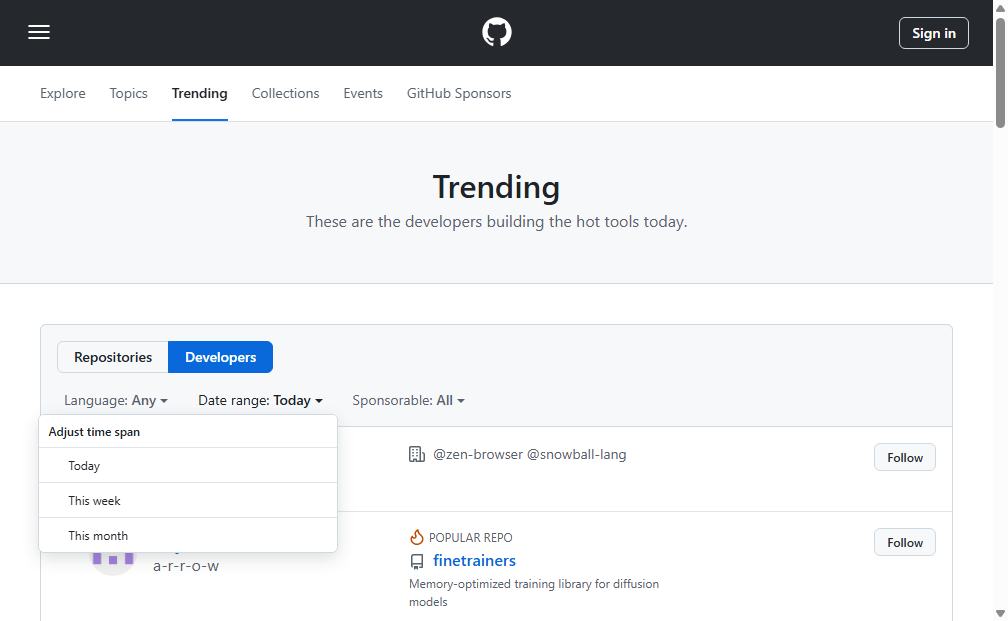 Sign in
Explore Topics Trending Collections Events GitHub Sponsors
Trending
These are the developers building the hot tools today.
Repositories Developers
Language: Any Date range: Today Sponsorable: All
Adjust time span
Today
This week
This month
@zen-browser @snowball-lang
Follow
POPULAR REPO
finetrainers
Memory-optimized training library for diffusion
models
Follow
a-r-r-o-w